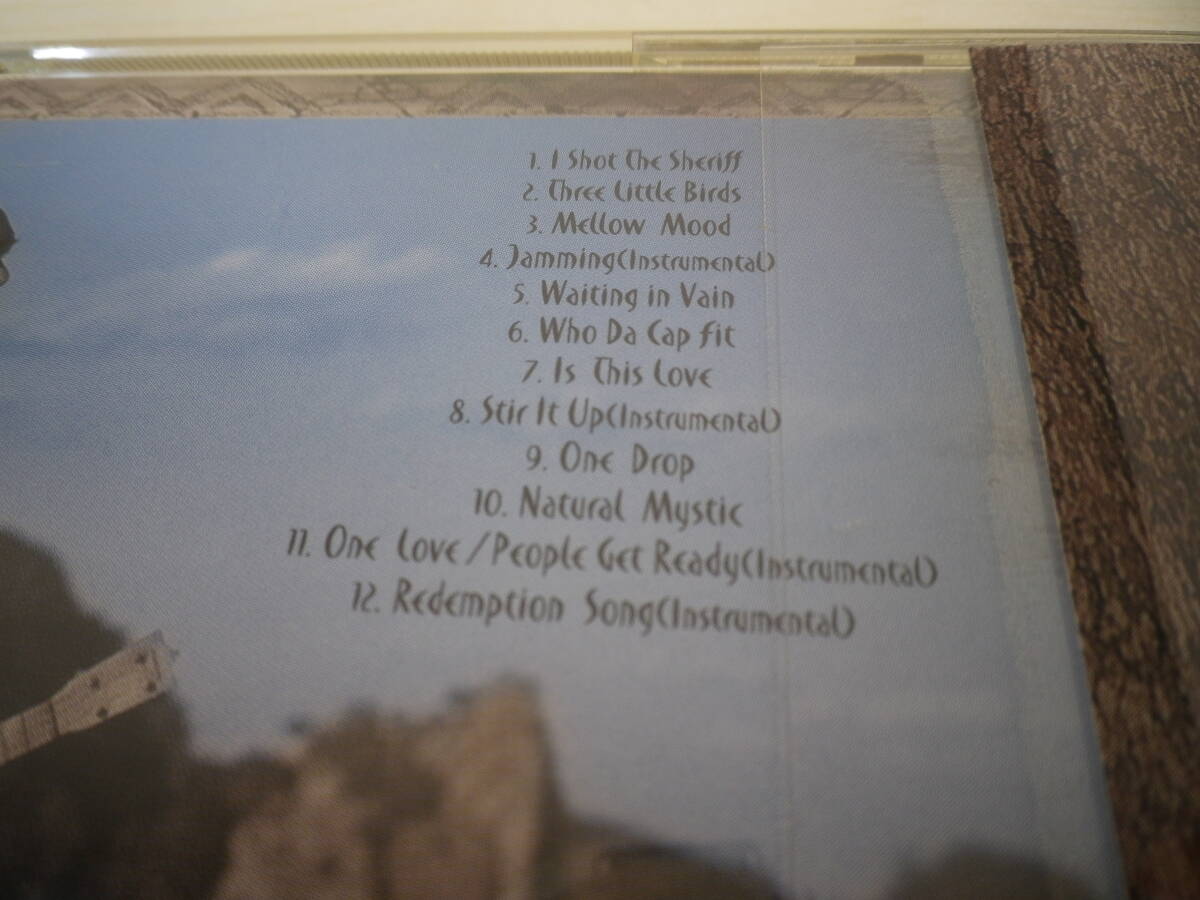 1. I Shot The Sheriff
2. Three Little Birds
3. Mellow Mood
4. Jamming(Instrumental)
5. Waiting in Vain
6. Who Da Cap Fit
7. Is This Love
8. Stir It Up(Instrumental)
9. One Drop
10. Natural Mystic
11. One Love/People Get Ready(Instrumental)
12. Redemption Song(Instrumental)